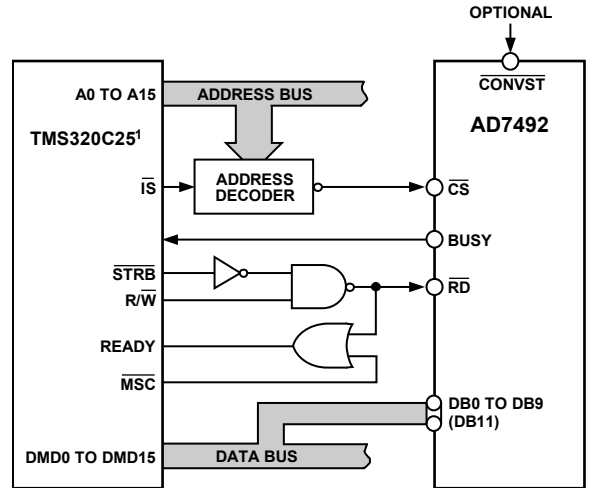 OPTIONAL
CONVST
A0 TO A15
ADDRESS BUS
AD7492
TMS320C25¹
IS
ADDRESS
DECODER
CS
BUSY
STRB
R/W
RD
READY
MSC
DB0 TO DB9
(DB11)
DMD0 TO DMD15
DATA BUS